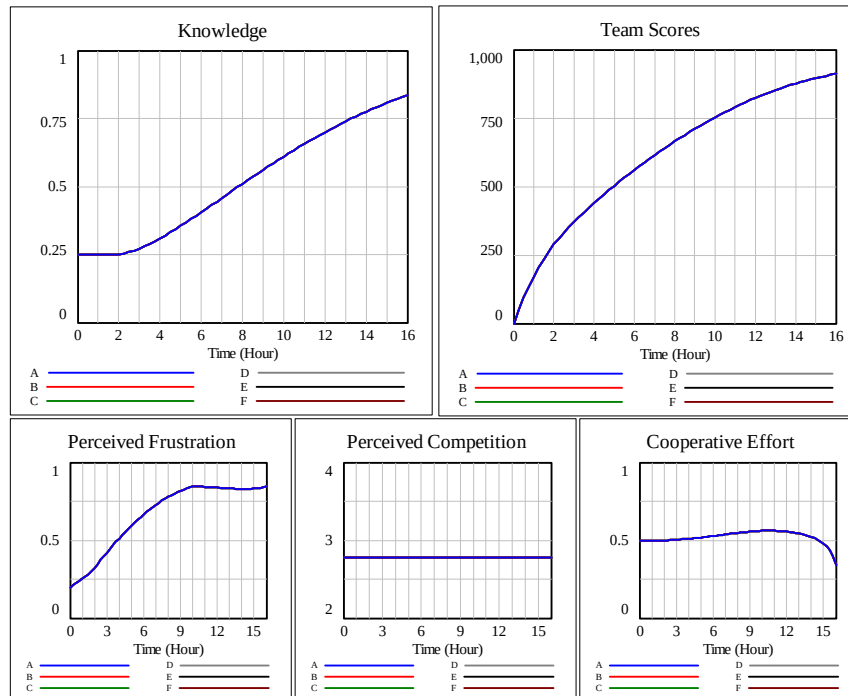 Knowledge
1
0.75
0.5
0.25
0
0 2 4 6 8 10 12 14 16
Time (Hour)
A D
B E
C F
Team Scores
1,000
750
500
250
0
0 2 4 6 8 10 12 14 16
Time (Hour)
A D
B E
C F
Perceived Frustration
1
0.5
0
0 3 6 9 12 15
Time (Hour)
A D
B E
C F
Perceived Competition
4
3
2
0 3 6 9 12 15
Time (Hour)
A D
B E
C F
Cooperative Effort
1
0.5
0
0 3 6 9 12 15
Time (Hour)
A D
B E
C F